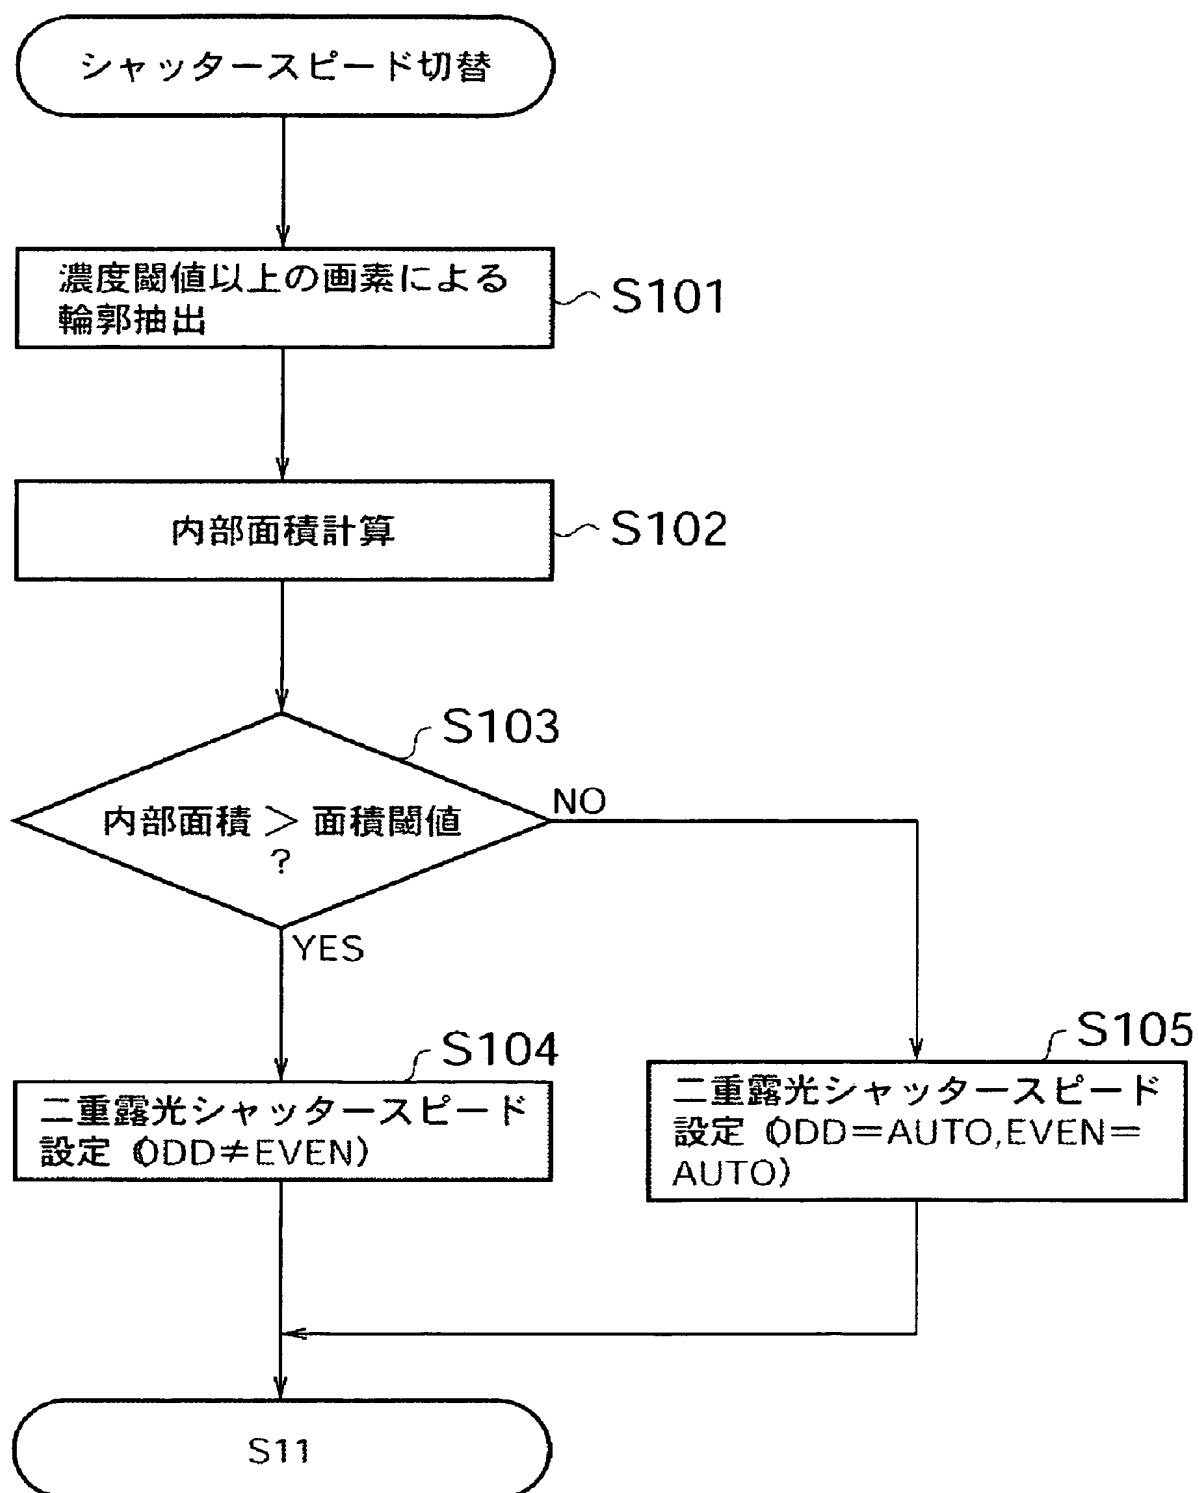 シャッタースピード切替
濃度閾値以上の画素による
輪郭抽出
S101
内部面積計算
S102
S103
内部面積 > 面積閾値
?
NO
YES
S104
二重露光シャッタースピード
設定 (ODD≠EVEN)
S105
二重露光シャッタースピード
設定 (ODD=AUTO,EVEN=
AUTO)
S11